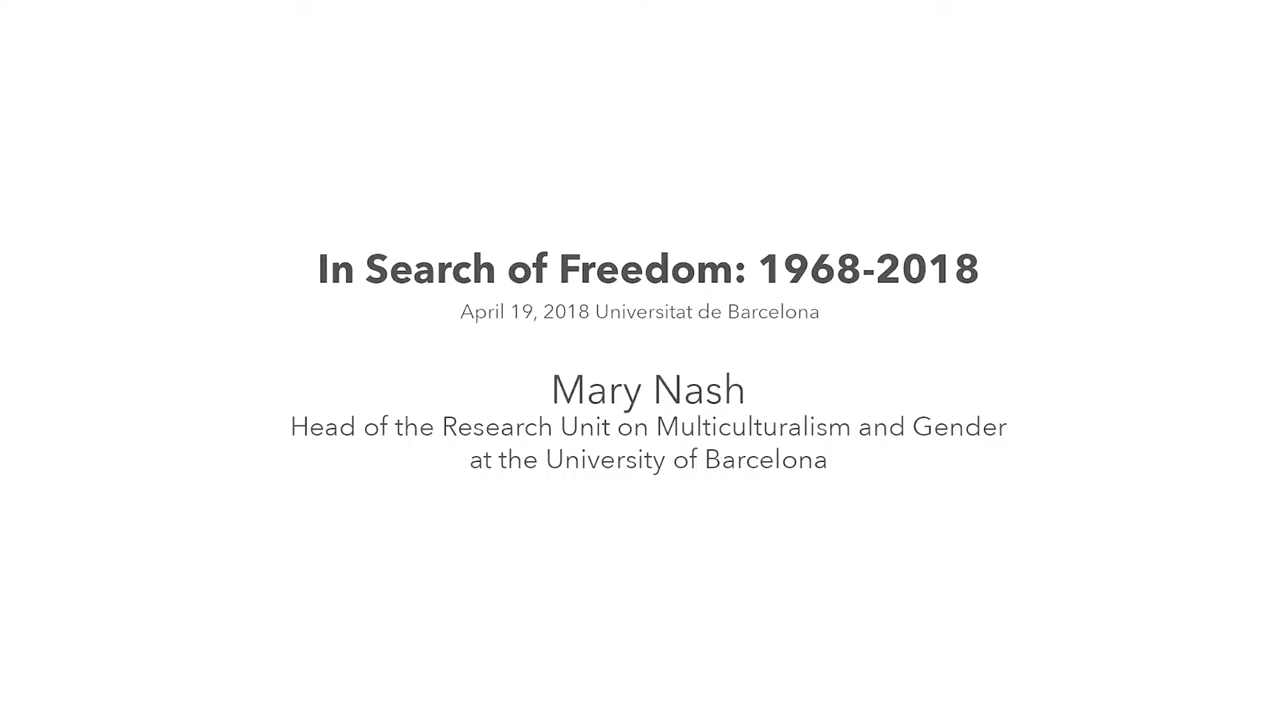 In Search of Freedom: 1968-2018
April 19, 2018 Universitat de Barcelona
Mary Nash
Head of the Research Unit on Multiculturalism and Gender
at the University of Barcelona